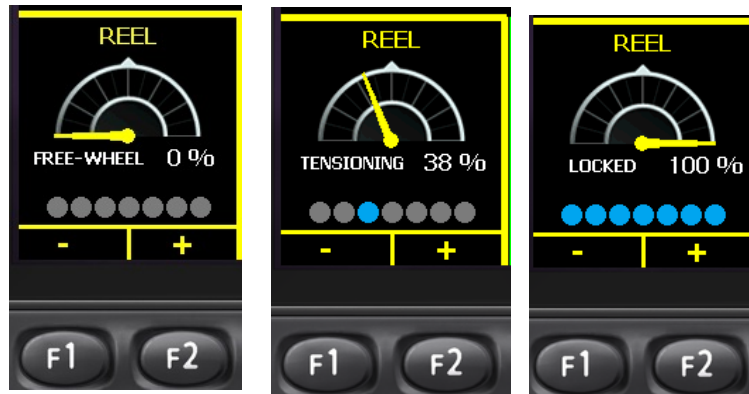 REEL
FREE-WHEEL 0 %
- +
F1 F2
REEL
TENSIONING 38 %
- +
F1 F2
REEL
LOCKED 100 %
- +
F1 F2